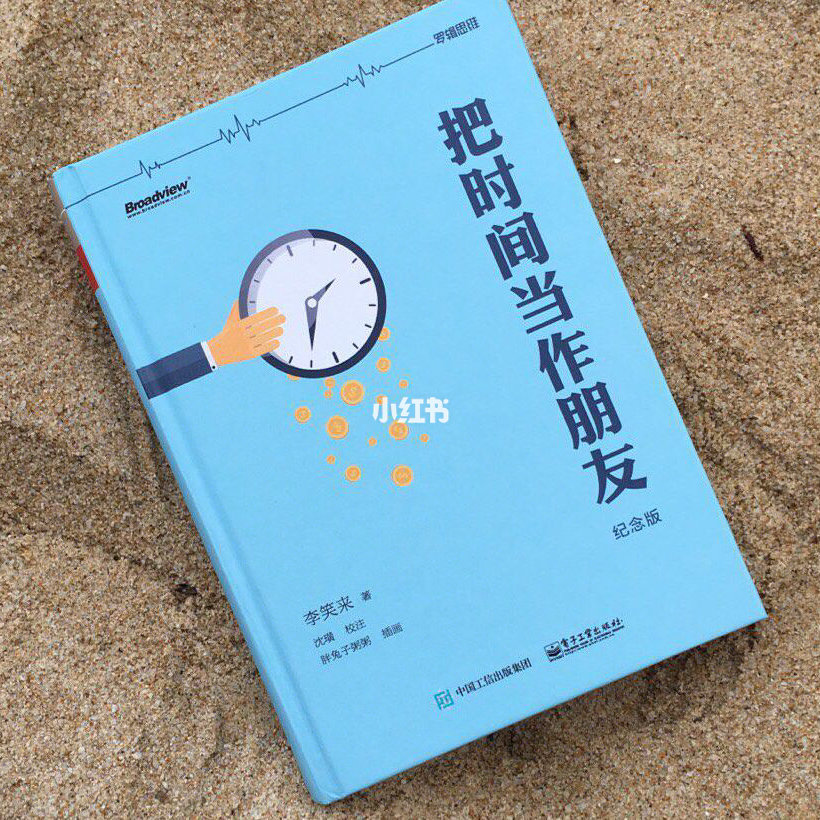 罗辑思维
Broadview®
www.broadview.com.cn
把时间当作朋友
纪念版
小红书
李笑来 著
沈璜 校注
胖兔子粥粥 插画
中国工信出版集团
电子工业出版社·